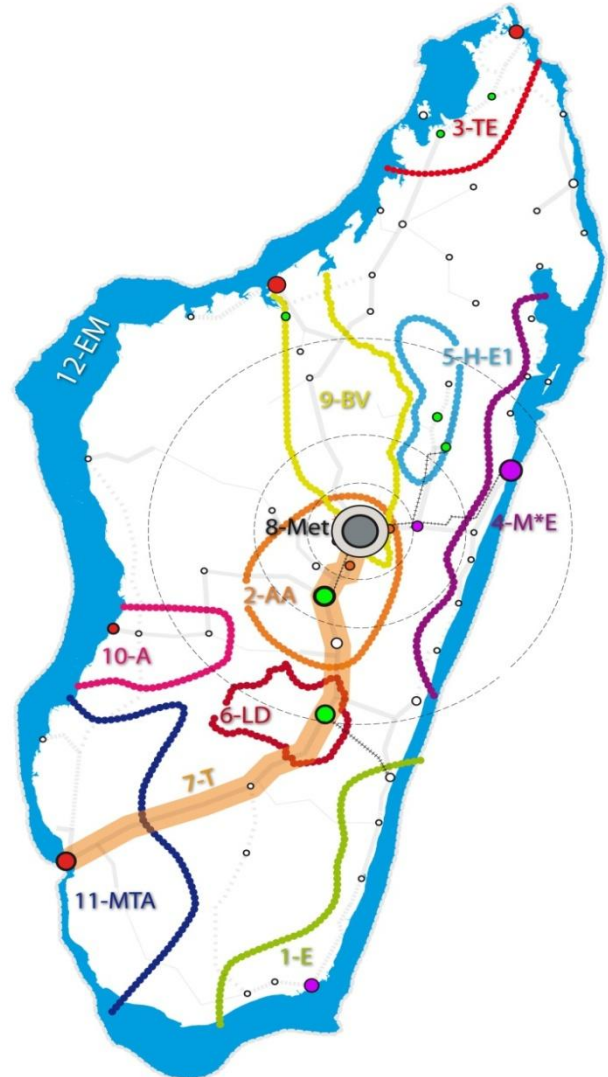 3-TE
12-EM
5-H-E1
9-BV
8-Met
4-M*E
2-AA
10-A
6-LD
7-T
11-MTA
1-E